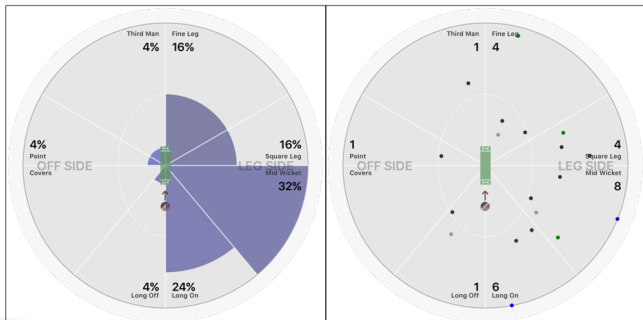 Third Man
Fine Leg
4%
16%
4%
Point
OFF SIDE
Covers
16%
Square Leg
LEG SIDE
Mid Wicket
32%
4%
Long Off
24%
Long On
Third Man
Fine Leg
1
4
1
Point
OFF SIDE
Covers
4
Square Leg
LEG SIDE
Mid Wicket
8
1
Long Off
6
Long On